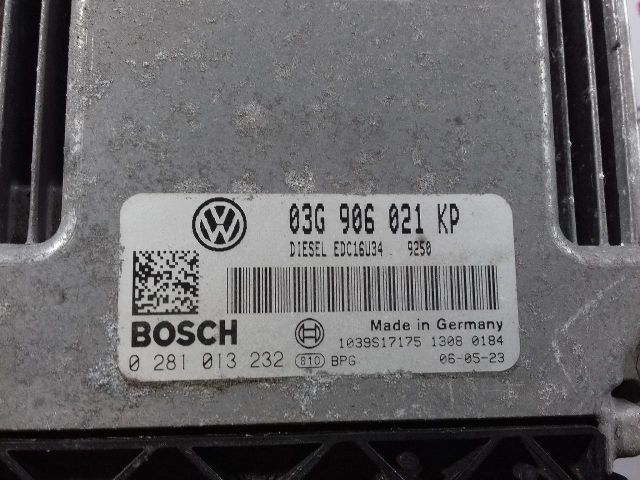 03G 906 021 KP
DIESEL EDC16U34 9250
BOSCH
Made in Germany
1039S17175 1308 0184
0 281 013 232 810 BPG 06-05-23